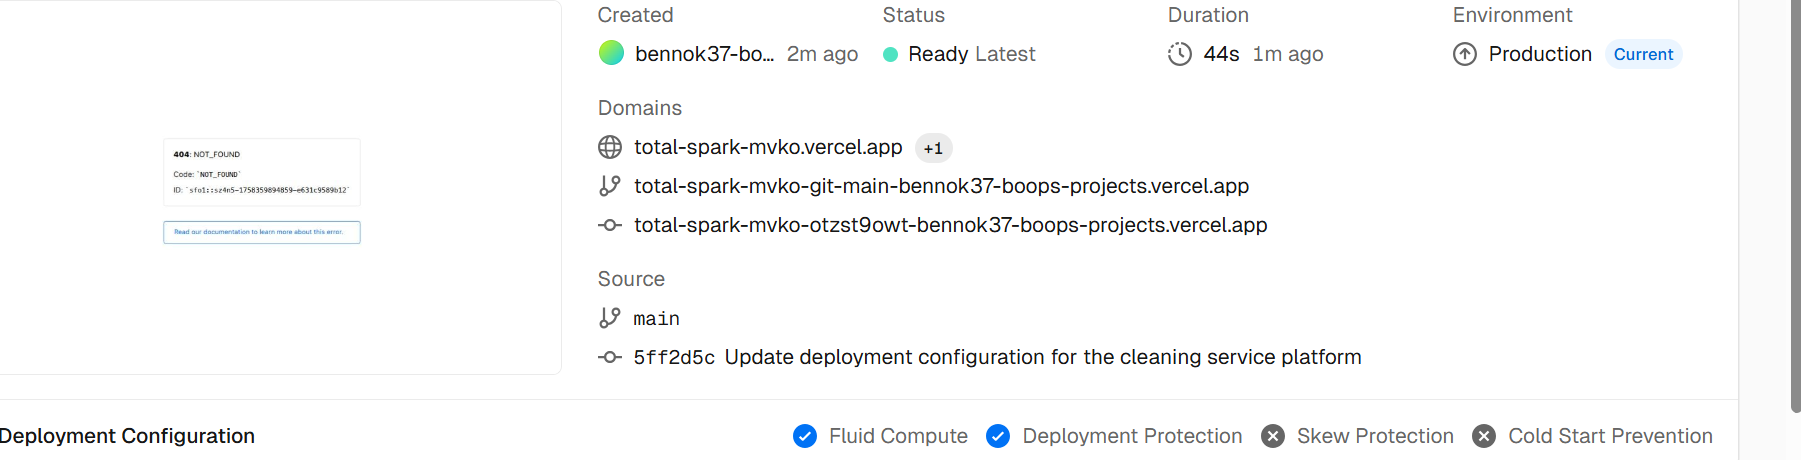 Created
bennok37-bo... 2m ago
Status
Ready Latest
Duration
44s 1m ago
Environment
Production Current
Domains
total-spark-mvko.vercel.app +1
total-spark-mvko-git-main-bennok37-boops-projects.vercel.app
total-spark-mvko-otzst9owt-bennok37-boops-projects.vercel.app
Source
main
5ff2d5c Update deployment configuration for the cleaning service platform
404: NOT_FOUND
Code: `NOT_FOUND`
ID: `sfo1::sz4n5-1758359894859-e631c9589b12`
Read our documentation to learn more about this error.
Deployment Configuration
Fluid Compute
Deployment Protection
Skew Protection
Cold Start Prevention